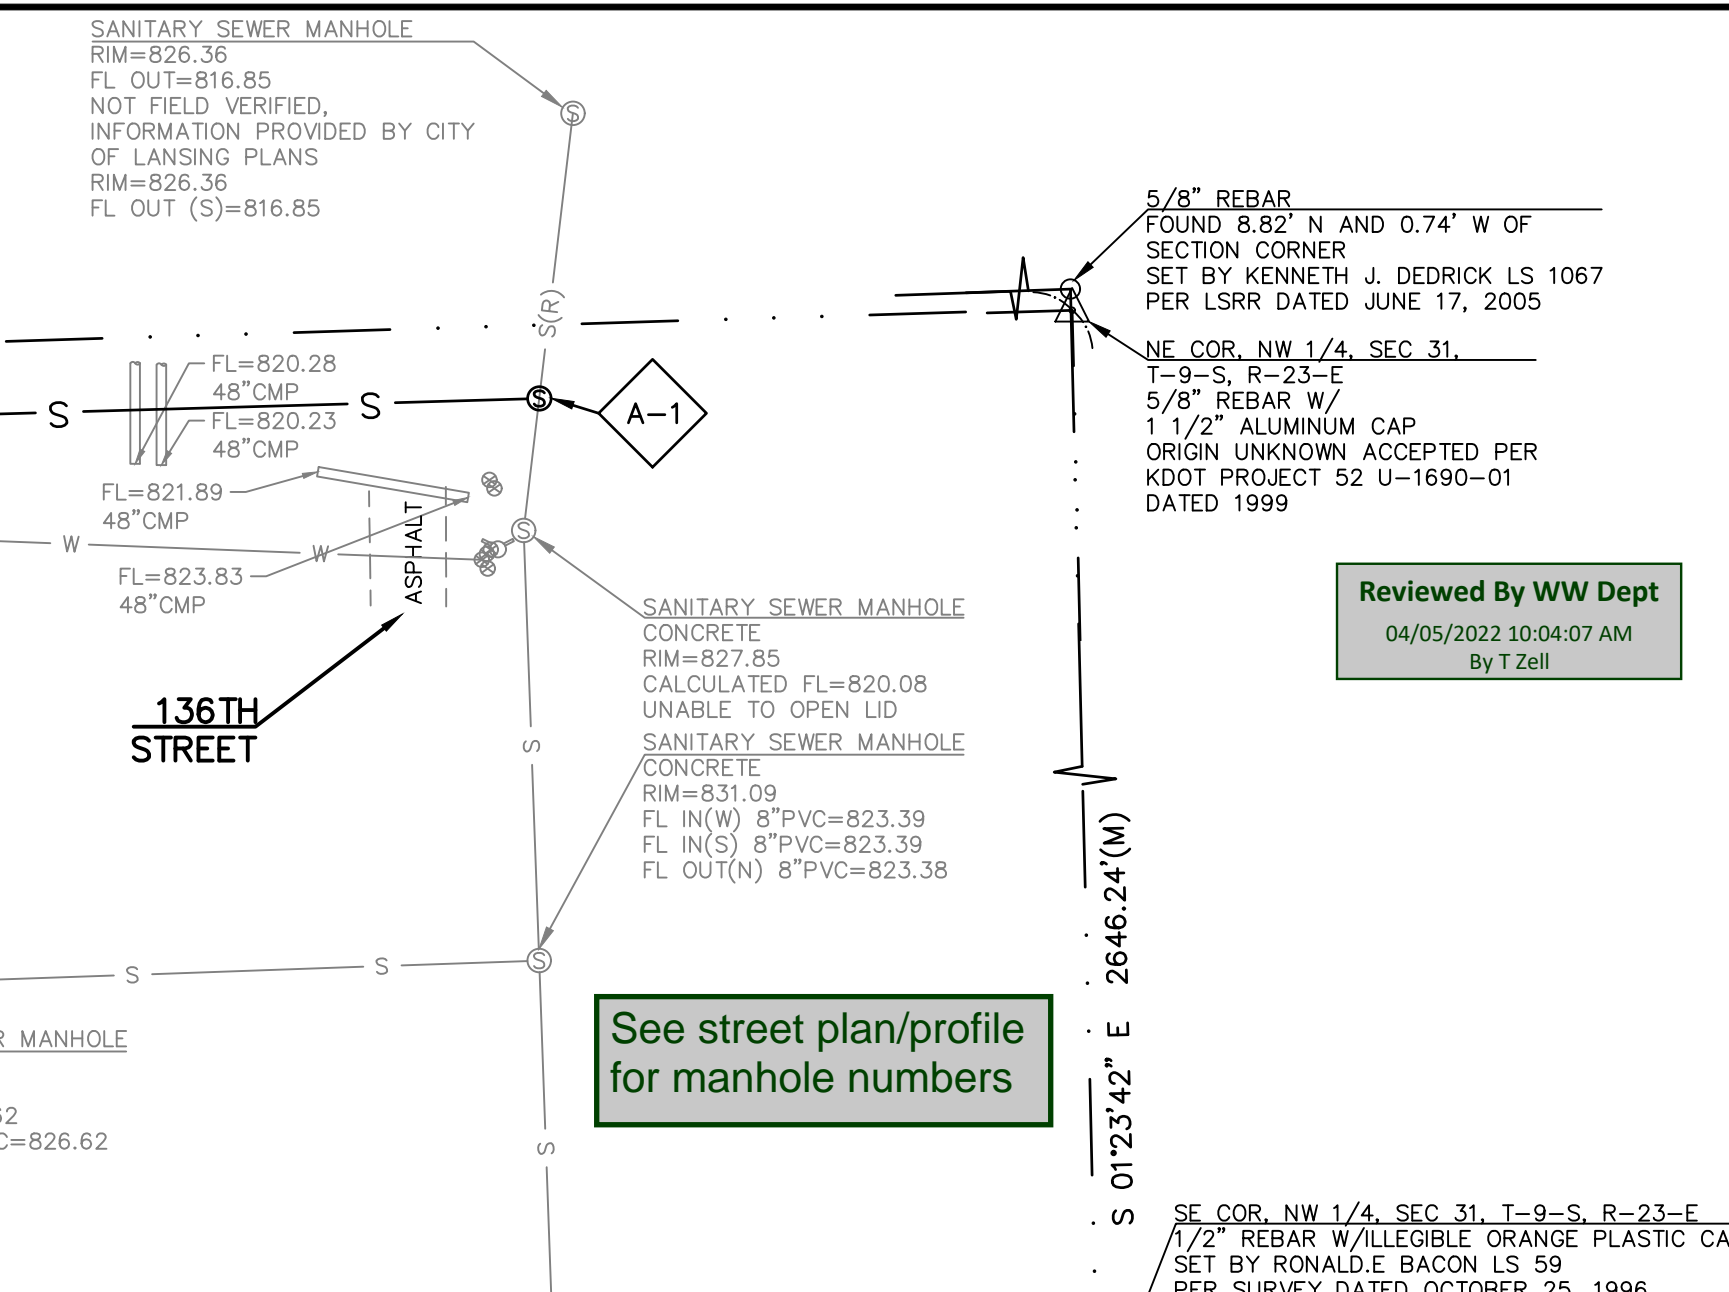 SANITARY SEWER MANHOLE
RIM=826.36
FL OUT=816.85
NOT FIELD VERIFIED,
INFORMATION PROVIDED BY CITY
OF LANSING PLANS
RIM=826.36
FL OUT (S)=816.85
S
S(R)
5/8" REBAR
FOUND 8.82' N AND 0.74' W OF
SECTION CORNER
SET BY KENNETH J. DEDRICK LS 1067
PER LSRR DATED JUNE 17, 2005
NE COR, NW 1/4, SEC 31,
T-9-S, R-23-E
5/8" REBAR W/
1 1/2" ALUMINUM CAP
ORIGIN UNKNOWN ACCEPTED PER
KDOT PROJECT 52 U-1690-01
DATED 1999
FL=820.28
48"CMP
S
S
S
A-1
FL=820.23
48"CMP
FL=821.89
48"CMP
W
W
S
ASPHALT
FL=823.83
48"CMP
136TH
STREET
Reviewed By WW Dept
04/05/2022 10:04:07 AM
By T Zell
SANITARY SEWER MANHOLE
CONCRETE
RIM=827.85
CALCULATED FL=820.08
UNABLE TO OPEN LID
S
SANITARY SEWER MANHOLE
CONCRETE
RIM=831.09
FL IN(W) 8"PVC=823.39
FL IN(S) 8"PVC=823.39
FL OUT(N) 8"PVC=823.38
S 01°23'42" E 2646.24'(M)
S
S
S
See street plan/profile
for manhole numbers
R MANHOLE
62
C=826.62
S
SE COR, NW 1/4, SEC 31, T-9-S, R-23-E
1/2" REBAR W/ILLEGIBLE ORANGE PLASTIC CA
SET BY RONALD.E BACON LS 59
PER SURVEY DATED OCTOBER 25, 1996